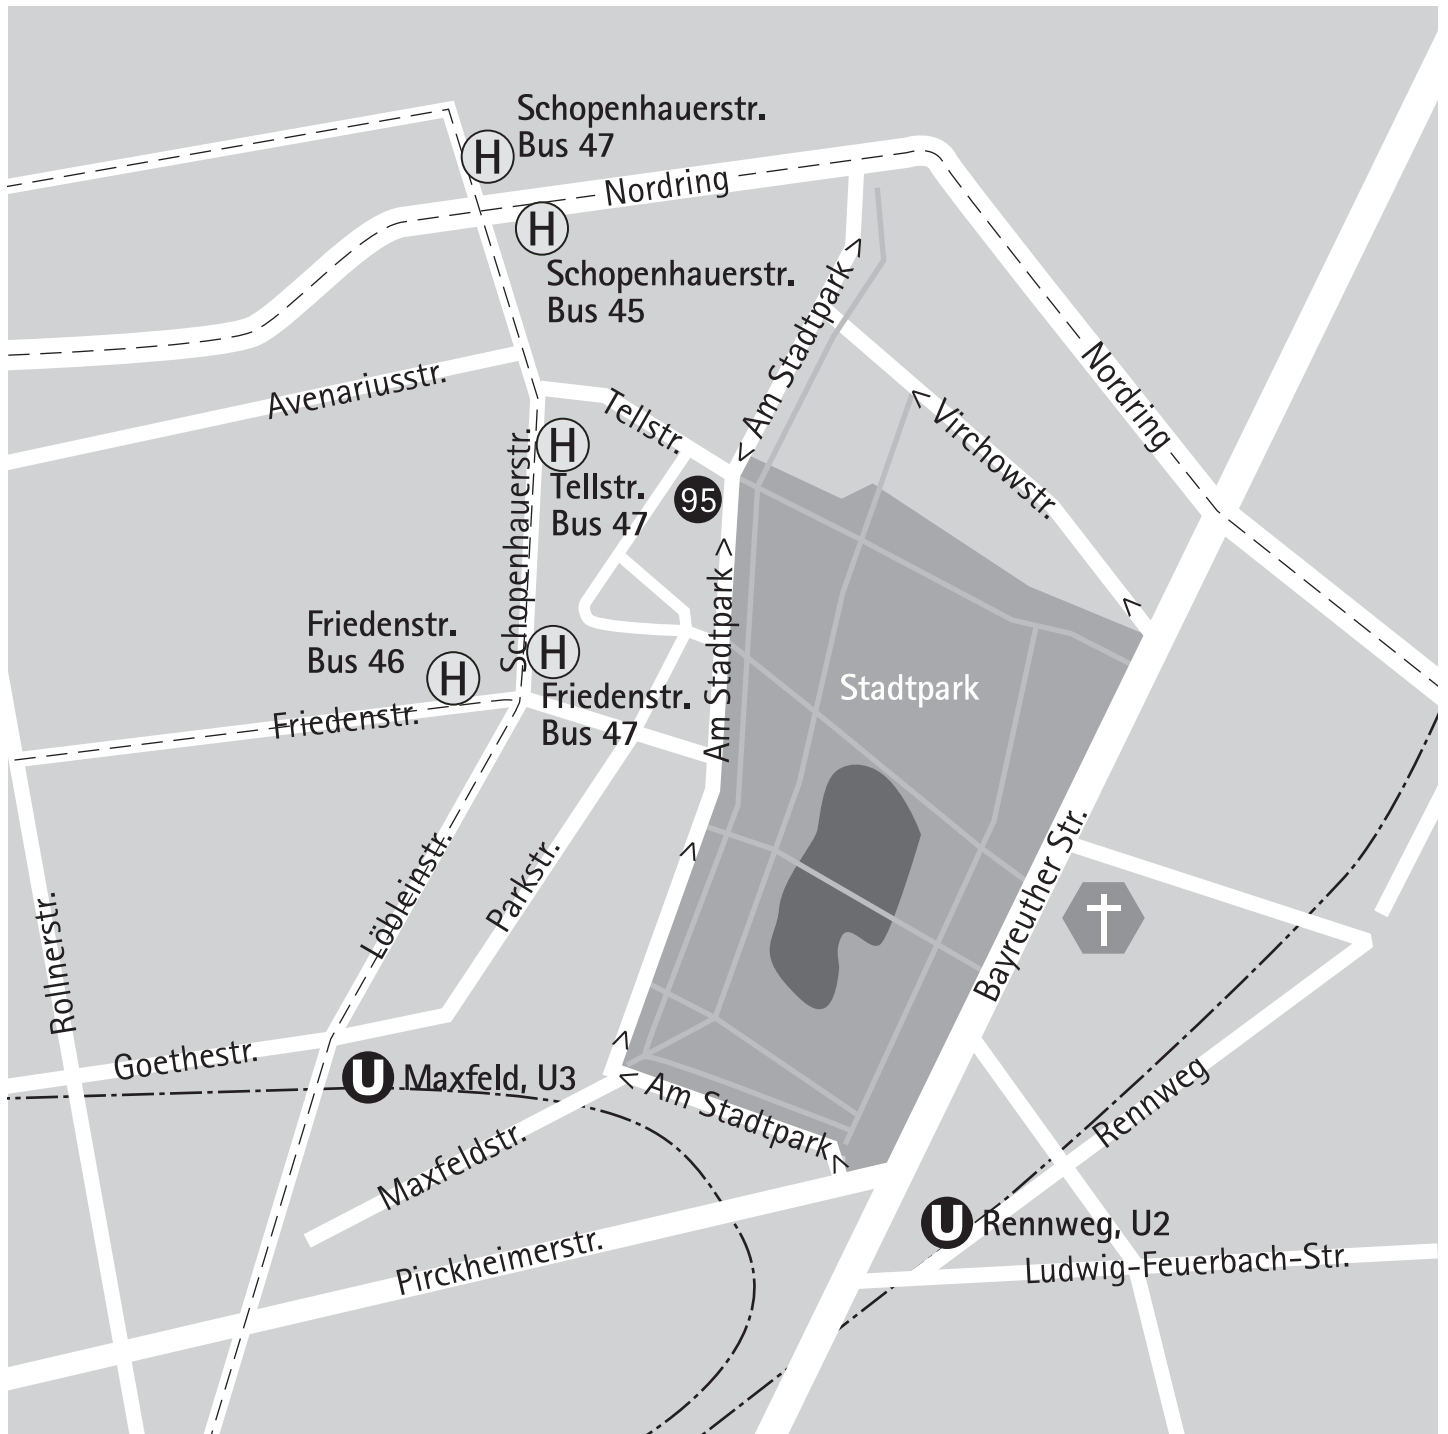 Schopenhauerstr.
Bus 47
H
Nordring
H
Schopenhauerstr.
Bus 45
< Am Stadtpark >
Nordring
Avenariusstr.
Tellstr.
< Virchowstr.
<
H
Tellstr.
Bus 47
95
Schopenhauerstr.
Am Stadtpark >
Friedenstr.
Bus 46
H
H
Friedenstr.
Friedenstr.
Bus 47
Stadtpark
Löbleinstr.
Parkstr.
>
Bayreuther Str.
Rollnerstr.
>
Goethestr.
U Maxfeld, U3
< Am Stadtpark
<
Rennweg
Maxfeldstr.
U Rennweg, U2
Pirckheimerstr.
Ludwig-Feuerbach-Str.